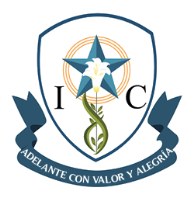 I C
ADELANTE CON VALOR Y ALEGRÍA